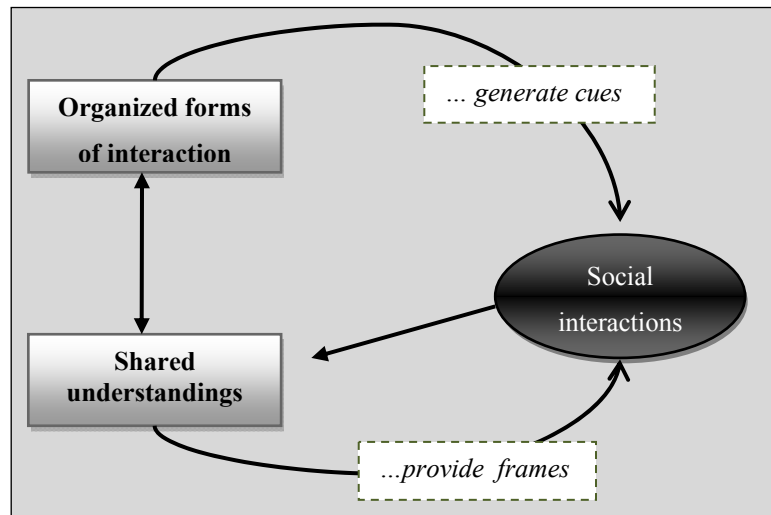 Organized forms
of interaction
... generate cues
Social
interactions
Shared
understandings
...provide frames